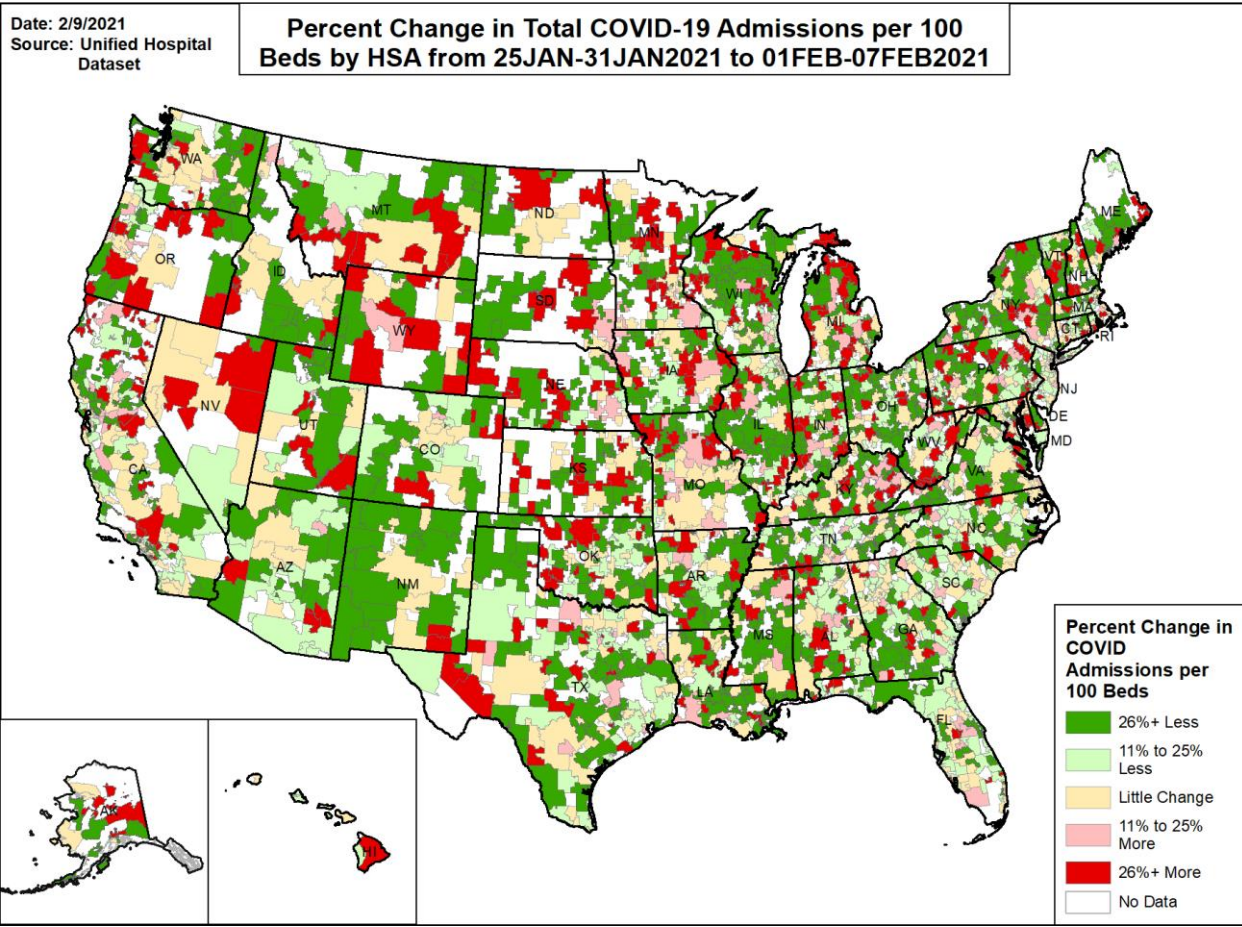 Date: 2/9/2021
Source: Unified Hospital
Dataset
Percent Change in Total COVID-19 Admissions per 100
Beds by HSA from 25JAN-31JAN2021 to 01FEB-07FEB2021
WA
MT
ND
MN
ME
OR
ID
SD
WI
VT
NH
WY
MI
NY
MA
CT
RI
NV
NE
IA
PA
NJ
UT
CO
IL
IN
OH
DE
MD
CA
KS
MO
WV
VA
KY
AZ
NM
OK
AR
TN
NC
SC
TX
LA
MS
AL
GA
FL
AK
HI
Percent Change in
COVID
Admissions per
100 Beds
26%+ Less
11% to 25%
Less
Little Change
11% to 25%
More
26%+ More
No Data